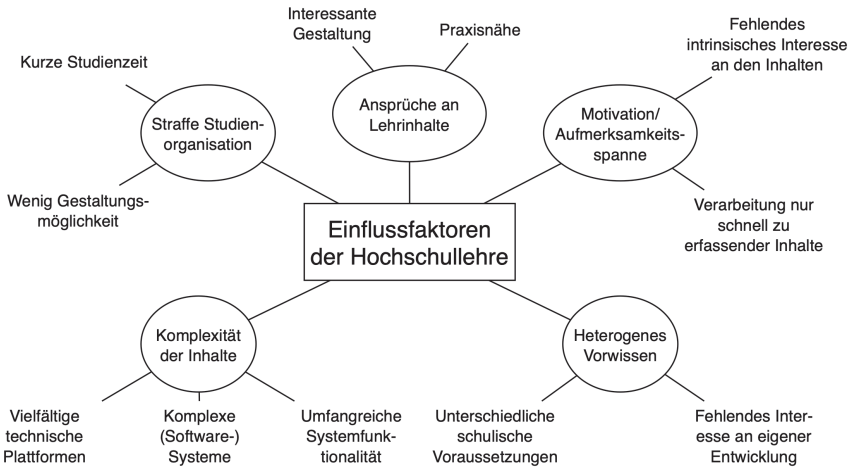 Interessante
Gestaltung
Praxisnähe
Fehlendes
intrinsisches Interesse
an den Inhalten
Kurze Studienzeit
Straffe Studien-
organisation
Ansprüche an
Lehrinhalte
Motivation/
Aufmerksamkeits-
spanne
Wenig Gestaltungs-
möglichkeit
Verarbeitung nur
schnell zu
erfassender Inhalte
Einflussfaktoren
der Hochschullehre
Komplexität
der Inhalte
Heterogenes
Vorwissen
Vielfältige
technische
Plattformen
Komplexe
(Software-)
Systeme
Umfangreiche
Systemfunk-
tionalität
Unterschiedliche
schulische
Voraussetzungen
Fehlendes Inter-
esse an eigener
Entwicklung